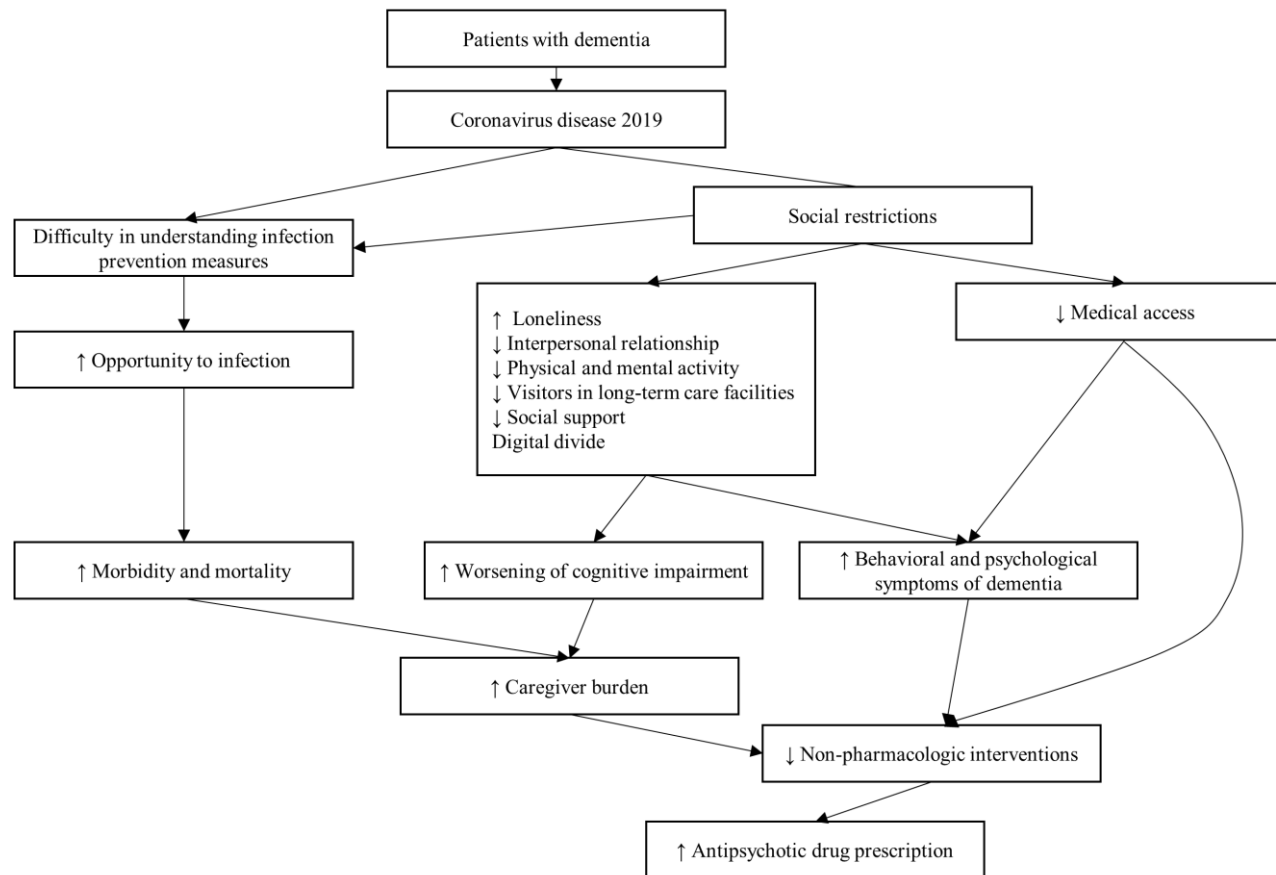 Patients with dementia
Coronavirus disease 2019
Social restrictions
Difficulty in understanding infection
prevention measures
↑ Loneliness
↓ Interpersonal relationship
↓ Physical and mental activity
↓ Visitors in long-term care facilities
↓ Social support
Digital divide
↓ Medical access
↑ Opportunity to infection
↑ Morbidity and mortality
↑ Worsening of cognitive impairment
↑ Behavioral and psychological
symptoms of dementia
↑ Caregiver burden
↓ Non-pharmacologic interventions
↑ Antipsychotic drug prescription